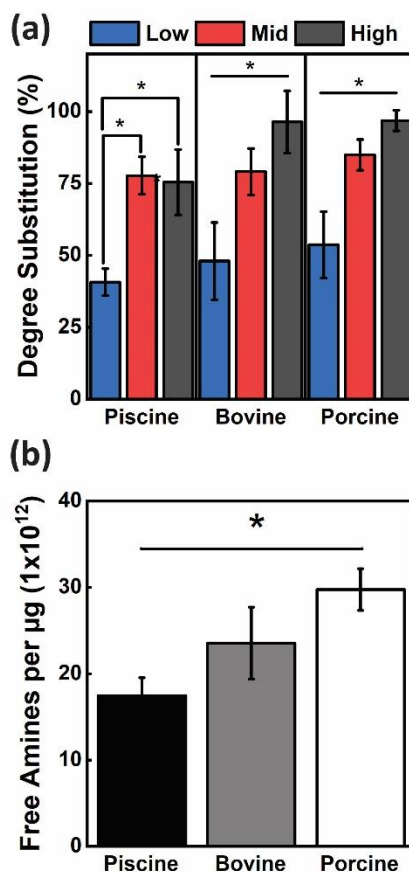 (a)
Low Mid High
Degree Substitution (%)
100
75
50
25
0
* * * *
Piscine Bovine Porcine
(b)
Free Amines per µg (1x10¹²)
40
30
20
10
0
*
Piscine Bovine Porcine